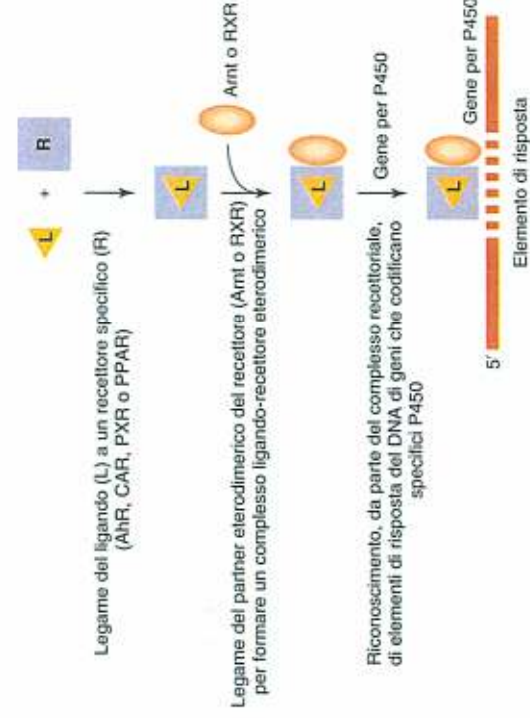 L + R
Legame del ligando (L) a un recettore specifico (R)
(AhR, CAR, PXR o PPAR)
L
Arnt o RXR
Legame del partner eterodimerico del recettore (Arnt o RXR)
per formare un complesso ligando-recettore eterodimerico
L
Riconoscimento, da parte del complesso recettoriale,
di elementi di risposta del DNA di geni che codificano
specifici P450
Gene per P450
L
Gene per P450
5′
Elemento di risposta